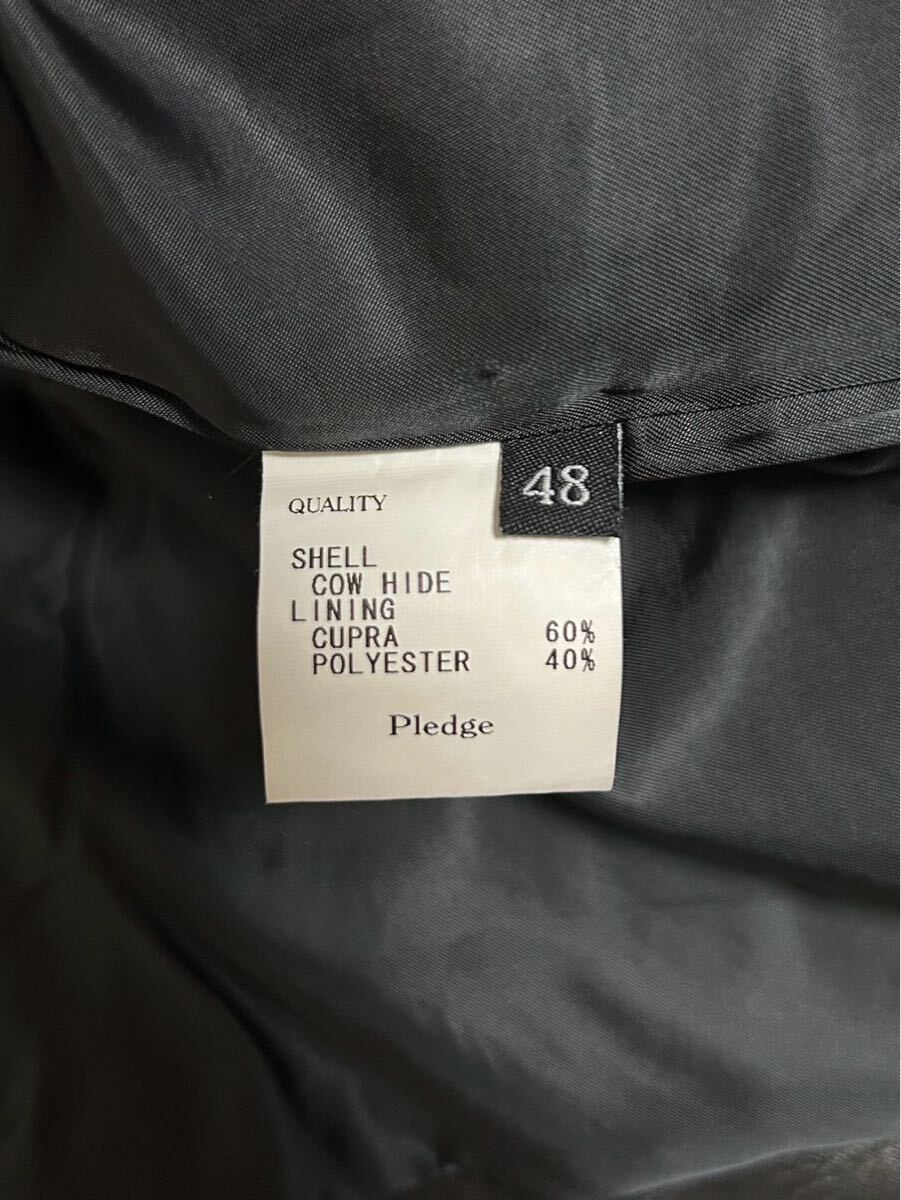 48
QUALITY
SHELL
COW HIDE
LINING
CUPRA 60%
POLYESTER 40%
Pledge